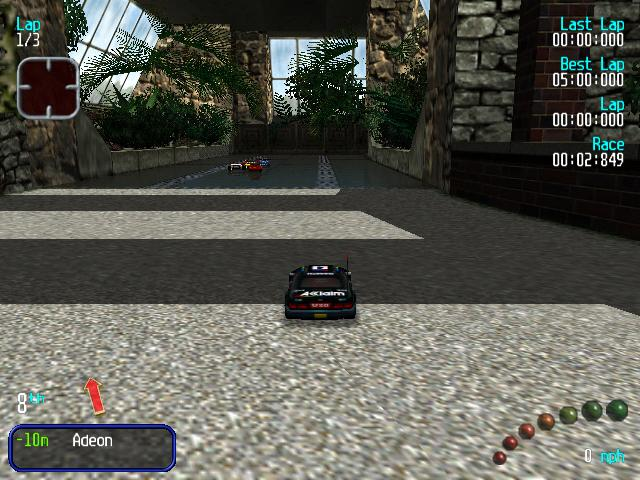 Lap
1/3
Last Lap
00:00:000
Best Lap
05:00:000
Lap
00:00:000
Race
00:02:849
Acclaim
8th
-10m Adeon
0 mph